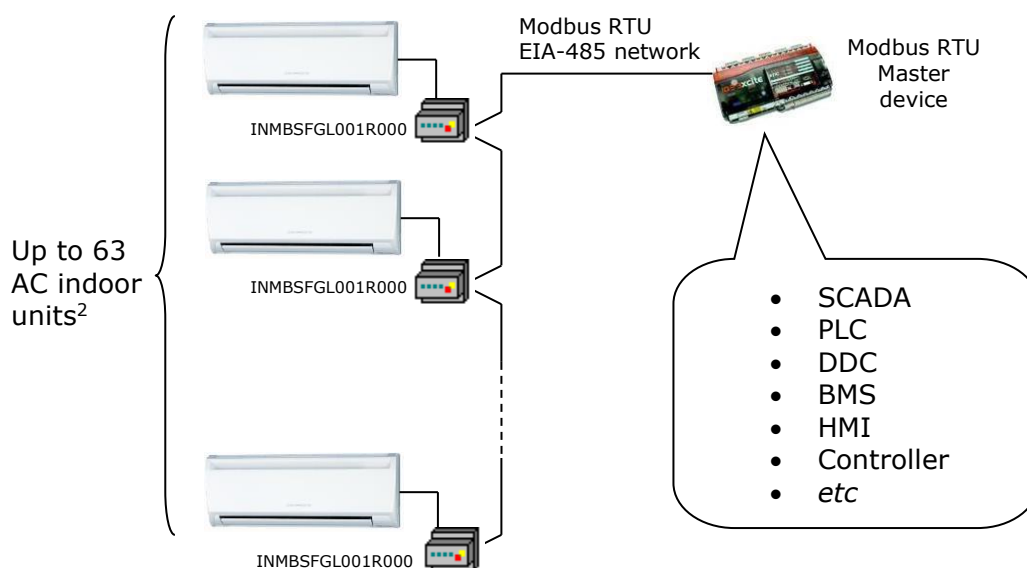 Modbus RTU
EIA-485 network
Modbus RTU
Master
device
INMBSFGL001R000
Up to 63
AC indoor
units²
INMBSFGL001R000
• SCADA
• PLC
• DDC
• BMS
• HMI
• Controller
• etc
INMBSFGL001R000